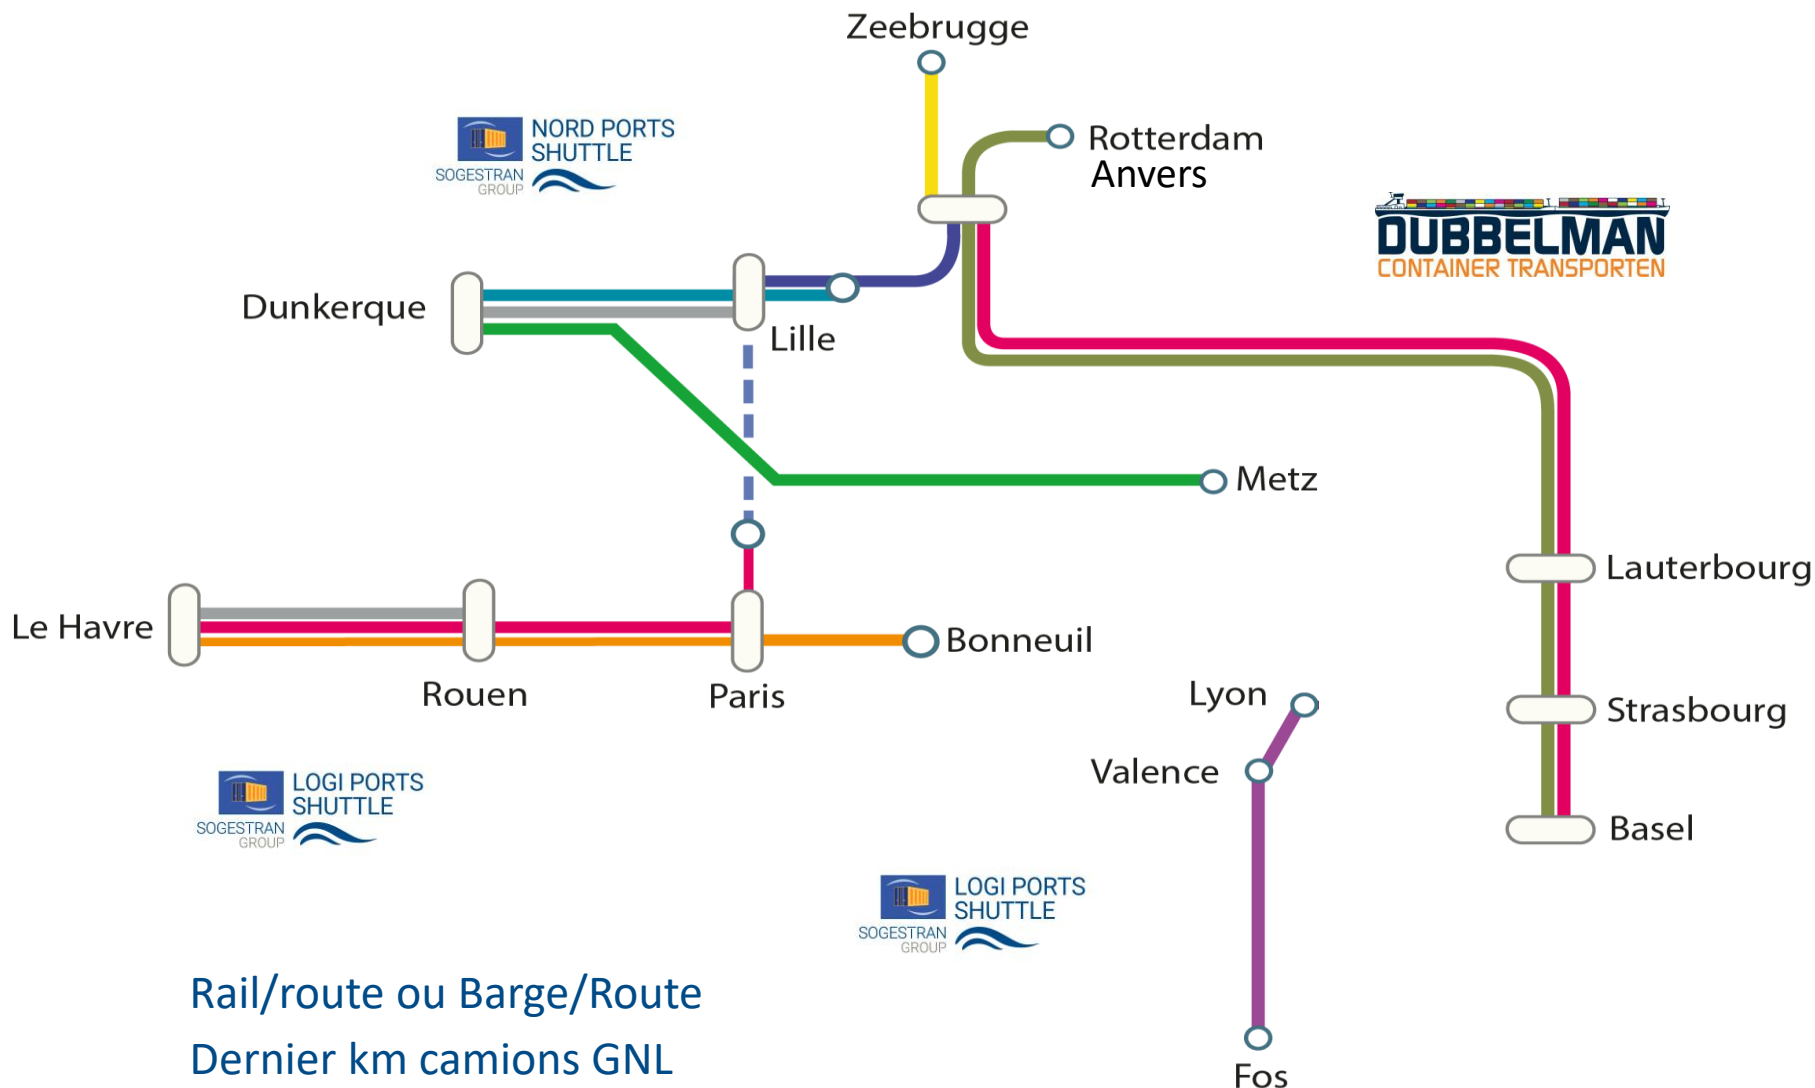 Zeebrugge
NORD PORTS
SHUTTLE
SOGESTRAN
GROUP
Rotterdam
Anvers
DUBBELMAN
CONTAINER TRANSPORTEN
Dunkerque
Lille
Metz
Lauterbourg
Le Havre
Bonneuil
Rouen
Paris
Lyon
Strasbourg
Valence
LOGI PORTS
SHUTTLE
SOGESTRAN
GROUP
Basel
LOGI PORTS
SHUTTLE
SOGESTRAN
GROUP
Rail/route ou Barge/Route
Dernier km camions GNL
Fos